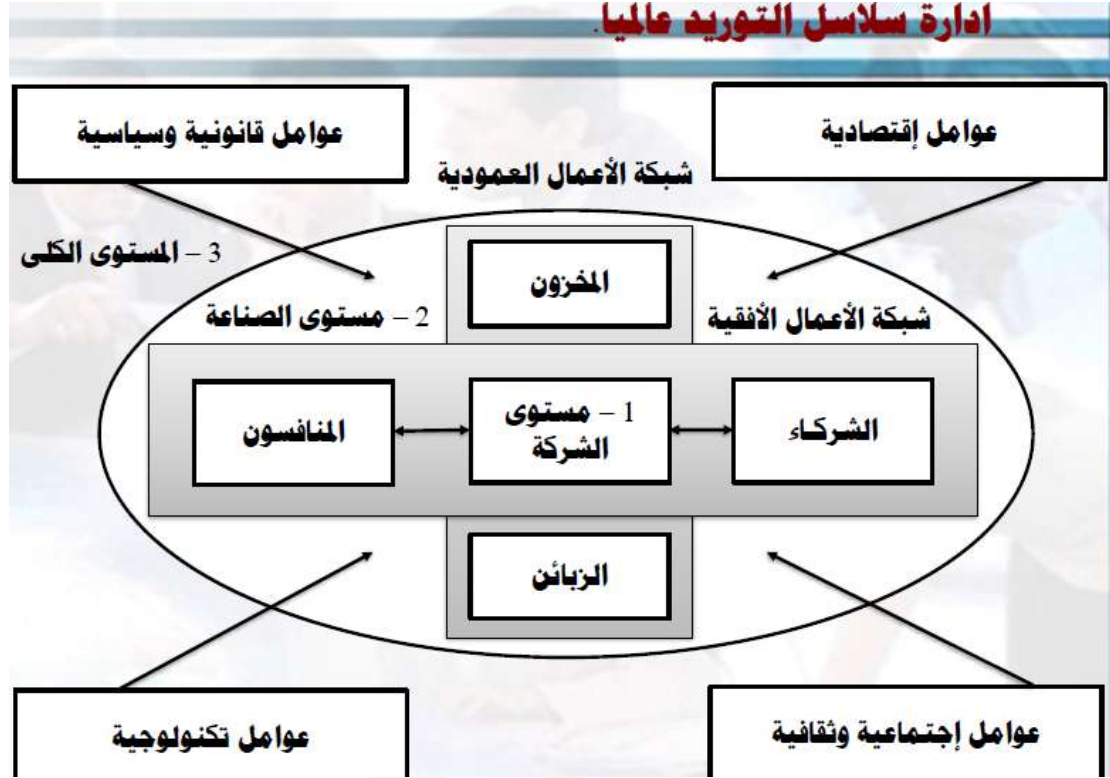 ادارة سلاسل التوريد عالميا.
عوامل إقتصادية
عوامل قانونية وسياسية
شبكة الأعمال العمودية
3 – المستوى الكلى
المخزون
شبكة الأعمال الأفقية
2 – مستوى الصناعة
الشركاء
1 – مستوى
الشركة
المنافسون
الزبائن
عوامل إجتماعية وثقافية
عوامل تكنولوجية